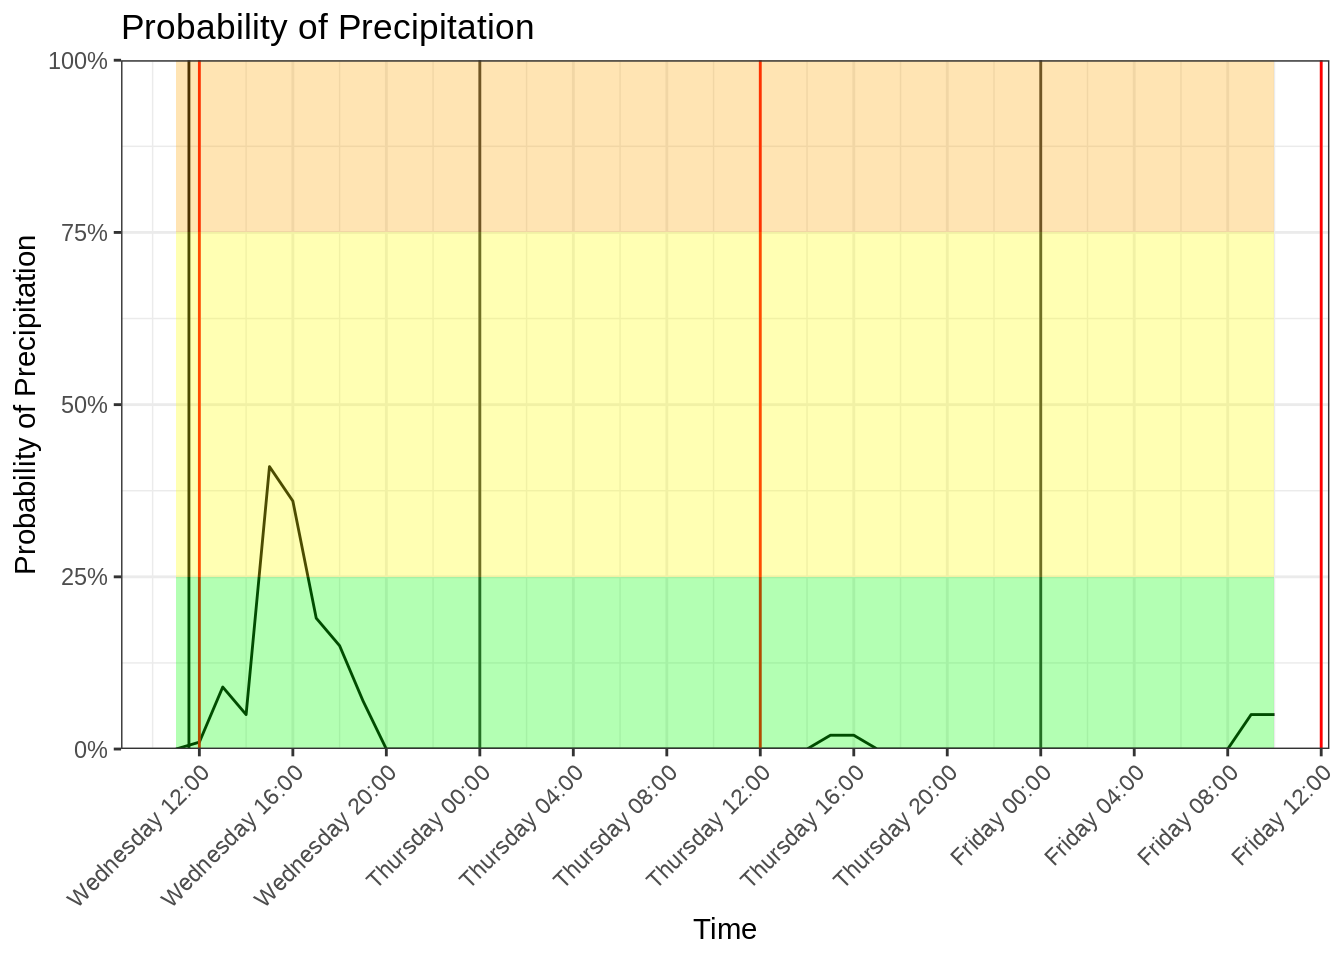 Probability of Precipitation
100%
75%
50%
25%
0%
Probability of Precipitation
Wednesday 12:00
Wednesday 16:00
Wednesday 20:00
Thursday 00:00
Thursday 04:00
Thursday 08:00
Thursday 12:00
Thursday 16:00
Thursday 20:00
Friday 00:00
Friday 04:00
Friday 08:00
Friday 12:00
Time